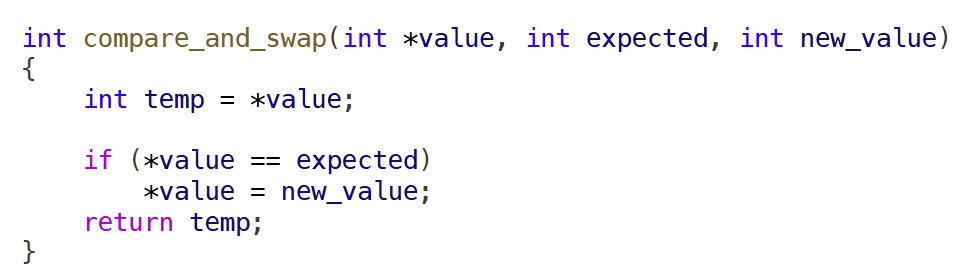 int compare_and_swap(int *value, int expected, int new_value)
{
    int temp = *value;

    if (*value == expected)
        *value = new_value;
    return temp;
}